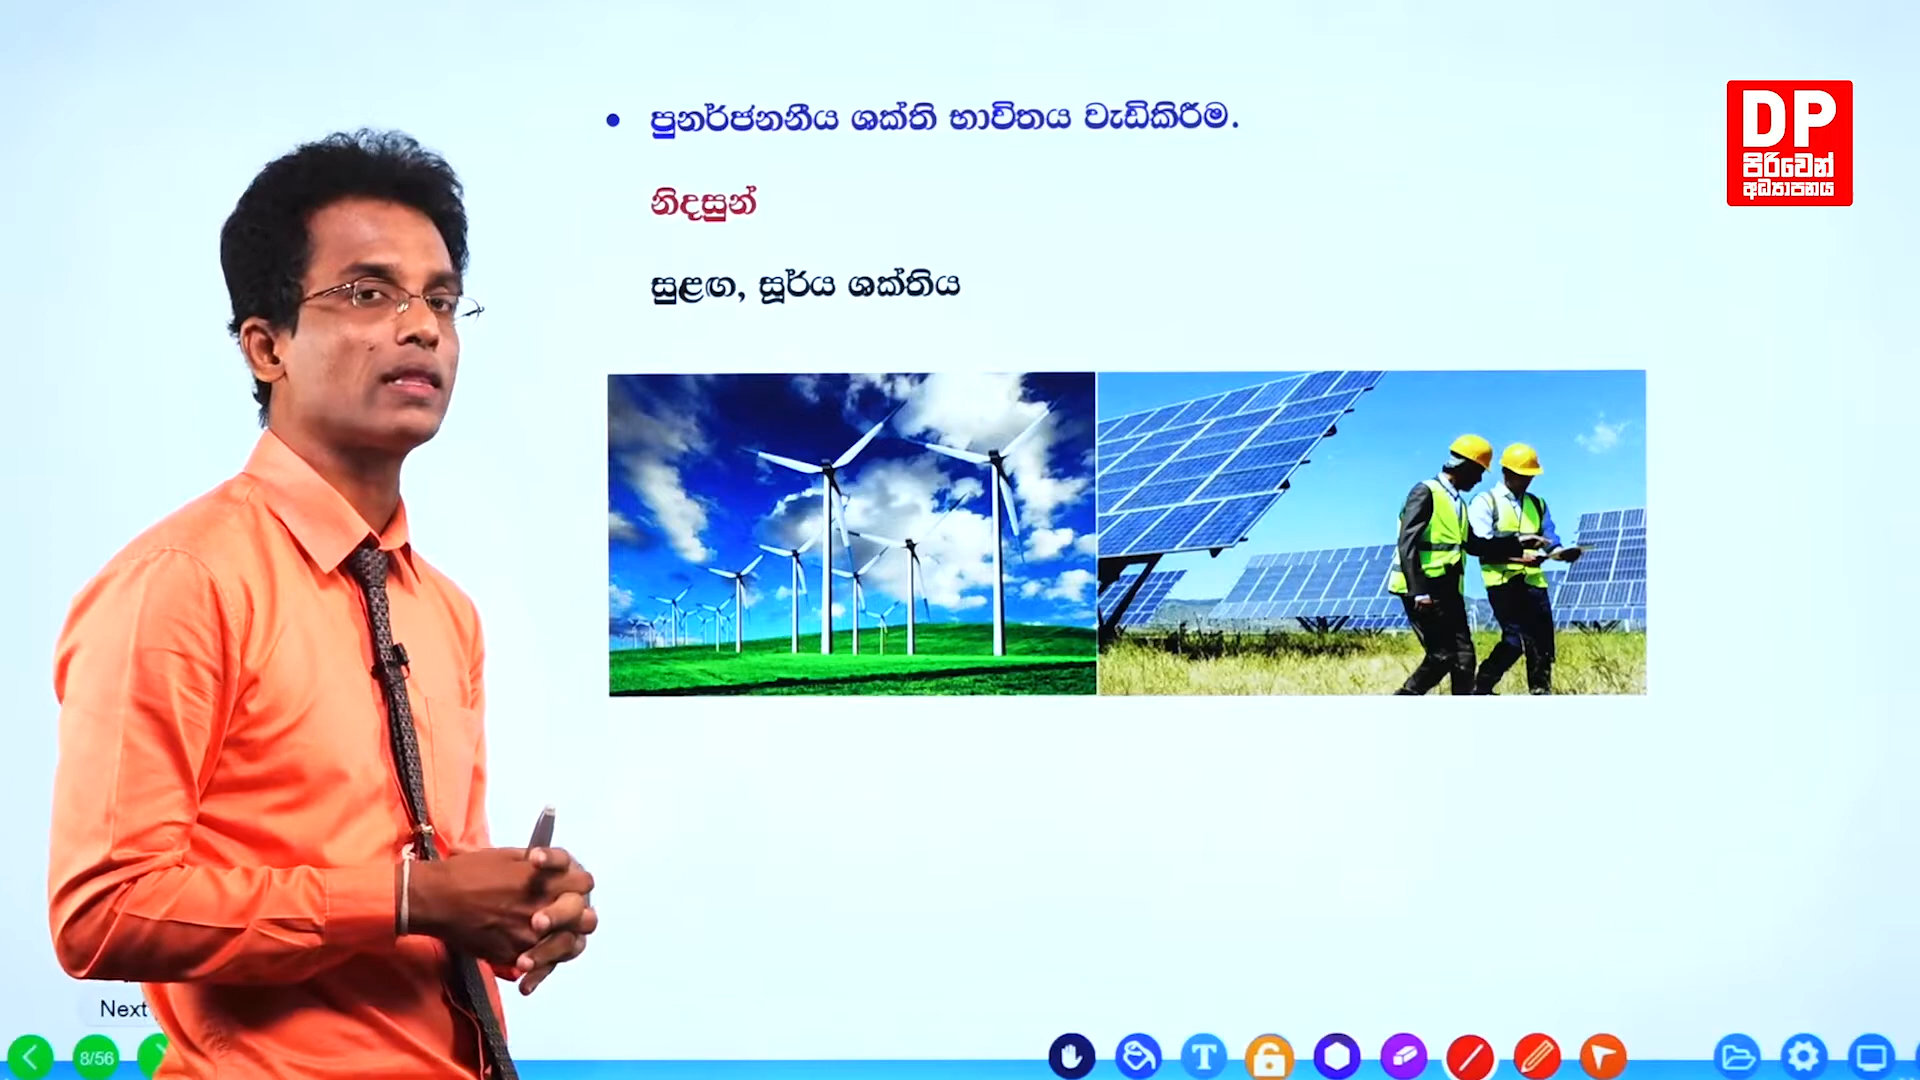 • පුනර්ජනනීය ශක්ති භාවිතය වැඩිකිරීම.
නිදසුන්
සුළඟ, සූර්ය ශක්තිය
DP
පිරිවෙන්
අධ්‍යාපනය
Next
8/56
T